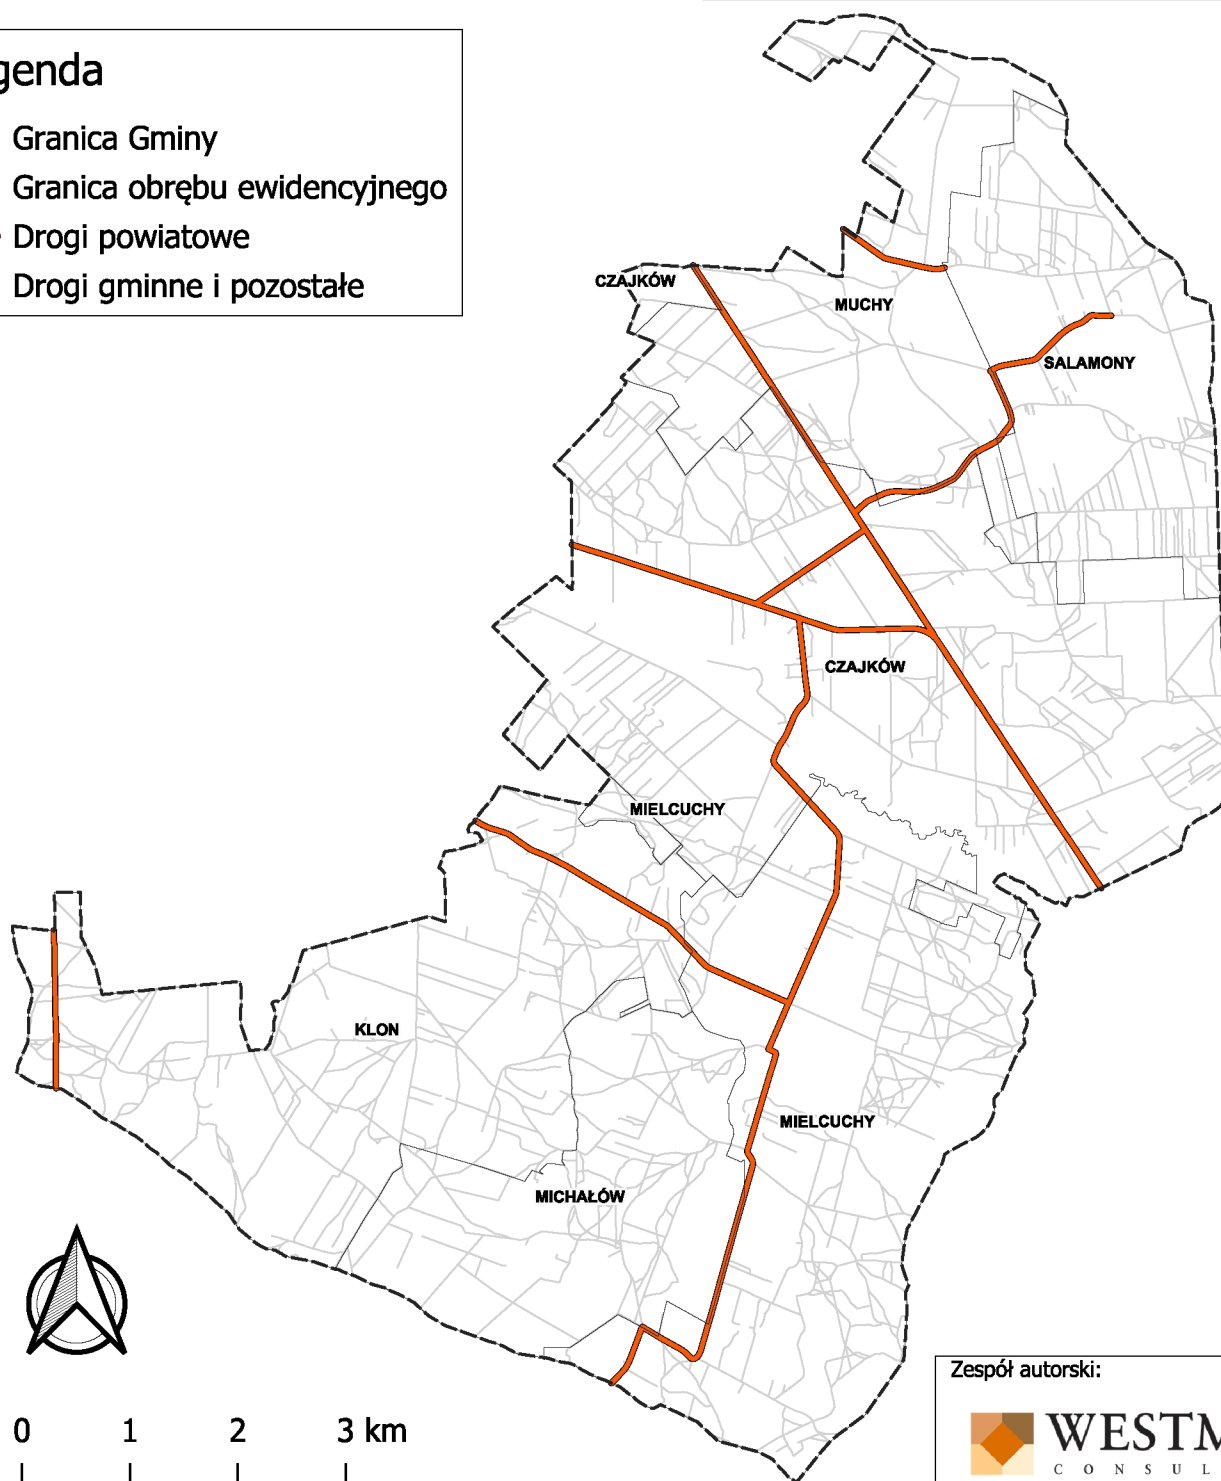 genda
Granica Gminy
Granica obrębu ewidencyjnego
Drogi powiatowe
Drogi gminne i pozostałe
CZAJKÓW
MUCHY
SALAMONY
CZAJKÓW
MIELCUCHY
KLON
MIELCUCHY
MICHAŁÓW
0 1 2 3 km
Zespół autorski:
WESTM
CONSUL